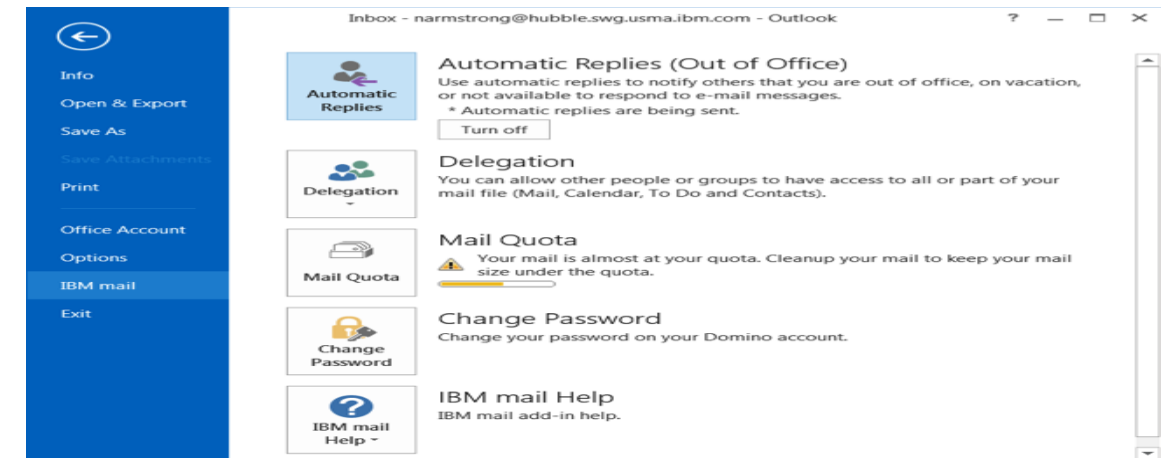 Inbox - narmstrong@hubble.swg.usma.ibm.com - Outlook
?
Info
Open & Export
Save As
Save Attachments
Print
Office Account
Options
IBM mail
Exit
Automatic
Replies
Automatic Replies (Out of Office)
Use automatic replies to notify others that you are out of office, on vacation,
or not available to respond to e-mail messages.
* Automatic replies are being sent.
Turn off
Delegation
Delegation
You can allow other people or groups to have access to all or part of your
mail file (Mail, Calendar, To Do and Contacts).
Mail Quota
Mail Quota
Your mail is almost at your quota. Cleanup your mail to keep your mail
size under the quota.
Change
Password
Change Password
Change your password on your Domino account.
IBM mail
Help
IBM mail Help
IBM mail add-in help.